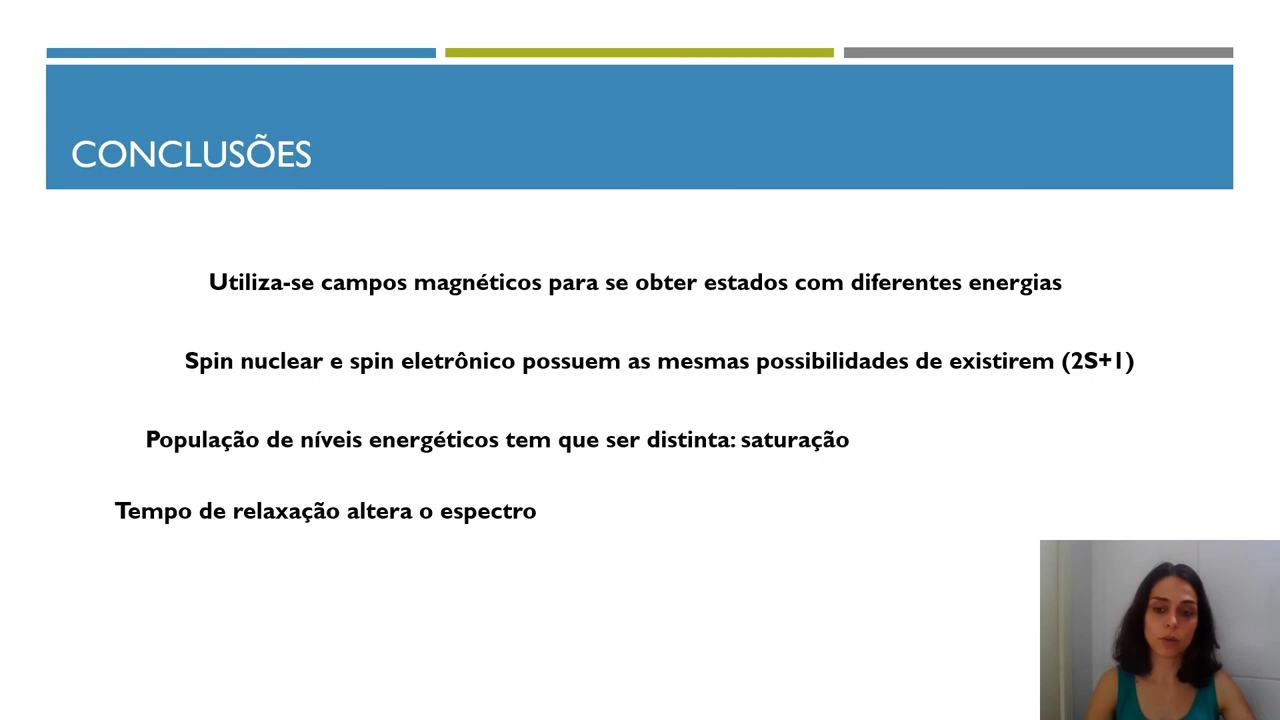 CONCLUSÕES
Utiliza-se campos magnéticos para se obter estados com diferentes energias
Spin nuclear e spin eletrônico possuem as mesmas possibilidades de existirem (2S+1)
População de níveis energéticos tem que ser distinta: saturação
Tempo de relaxação altera o espectro